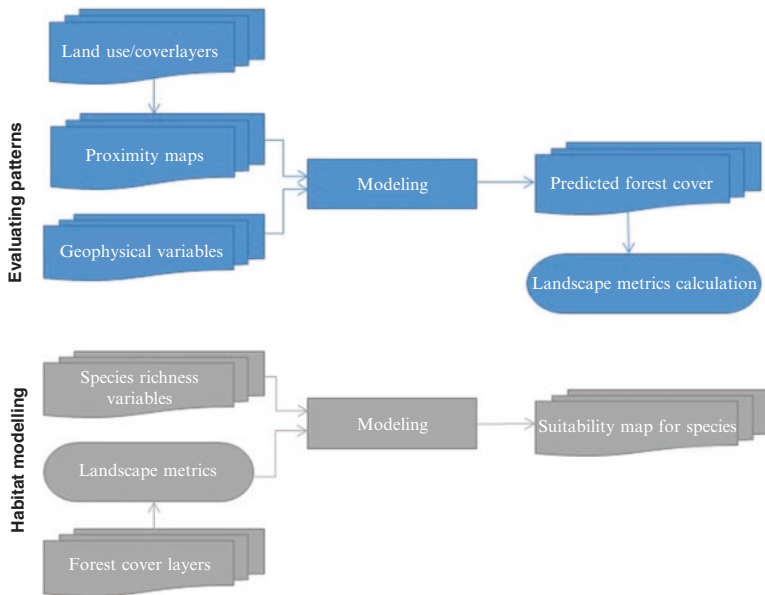 Evaluating patterns
Land use/coverlayers
Proximity maps
Geophysical variables
Modeling
Predicted forest cover
Landscape metrics calculation
Habitat modelling
Species richness
variables
Landscape metrics
Forest cover layers
Modeling
Suitability map for species